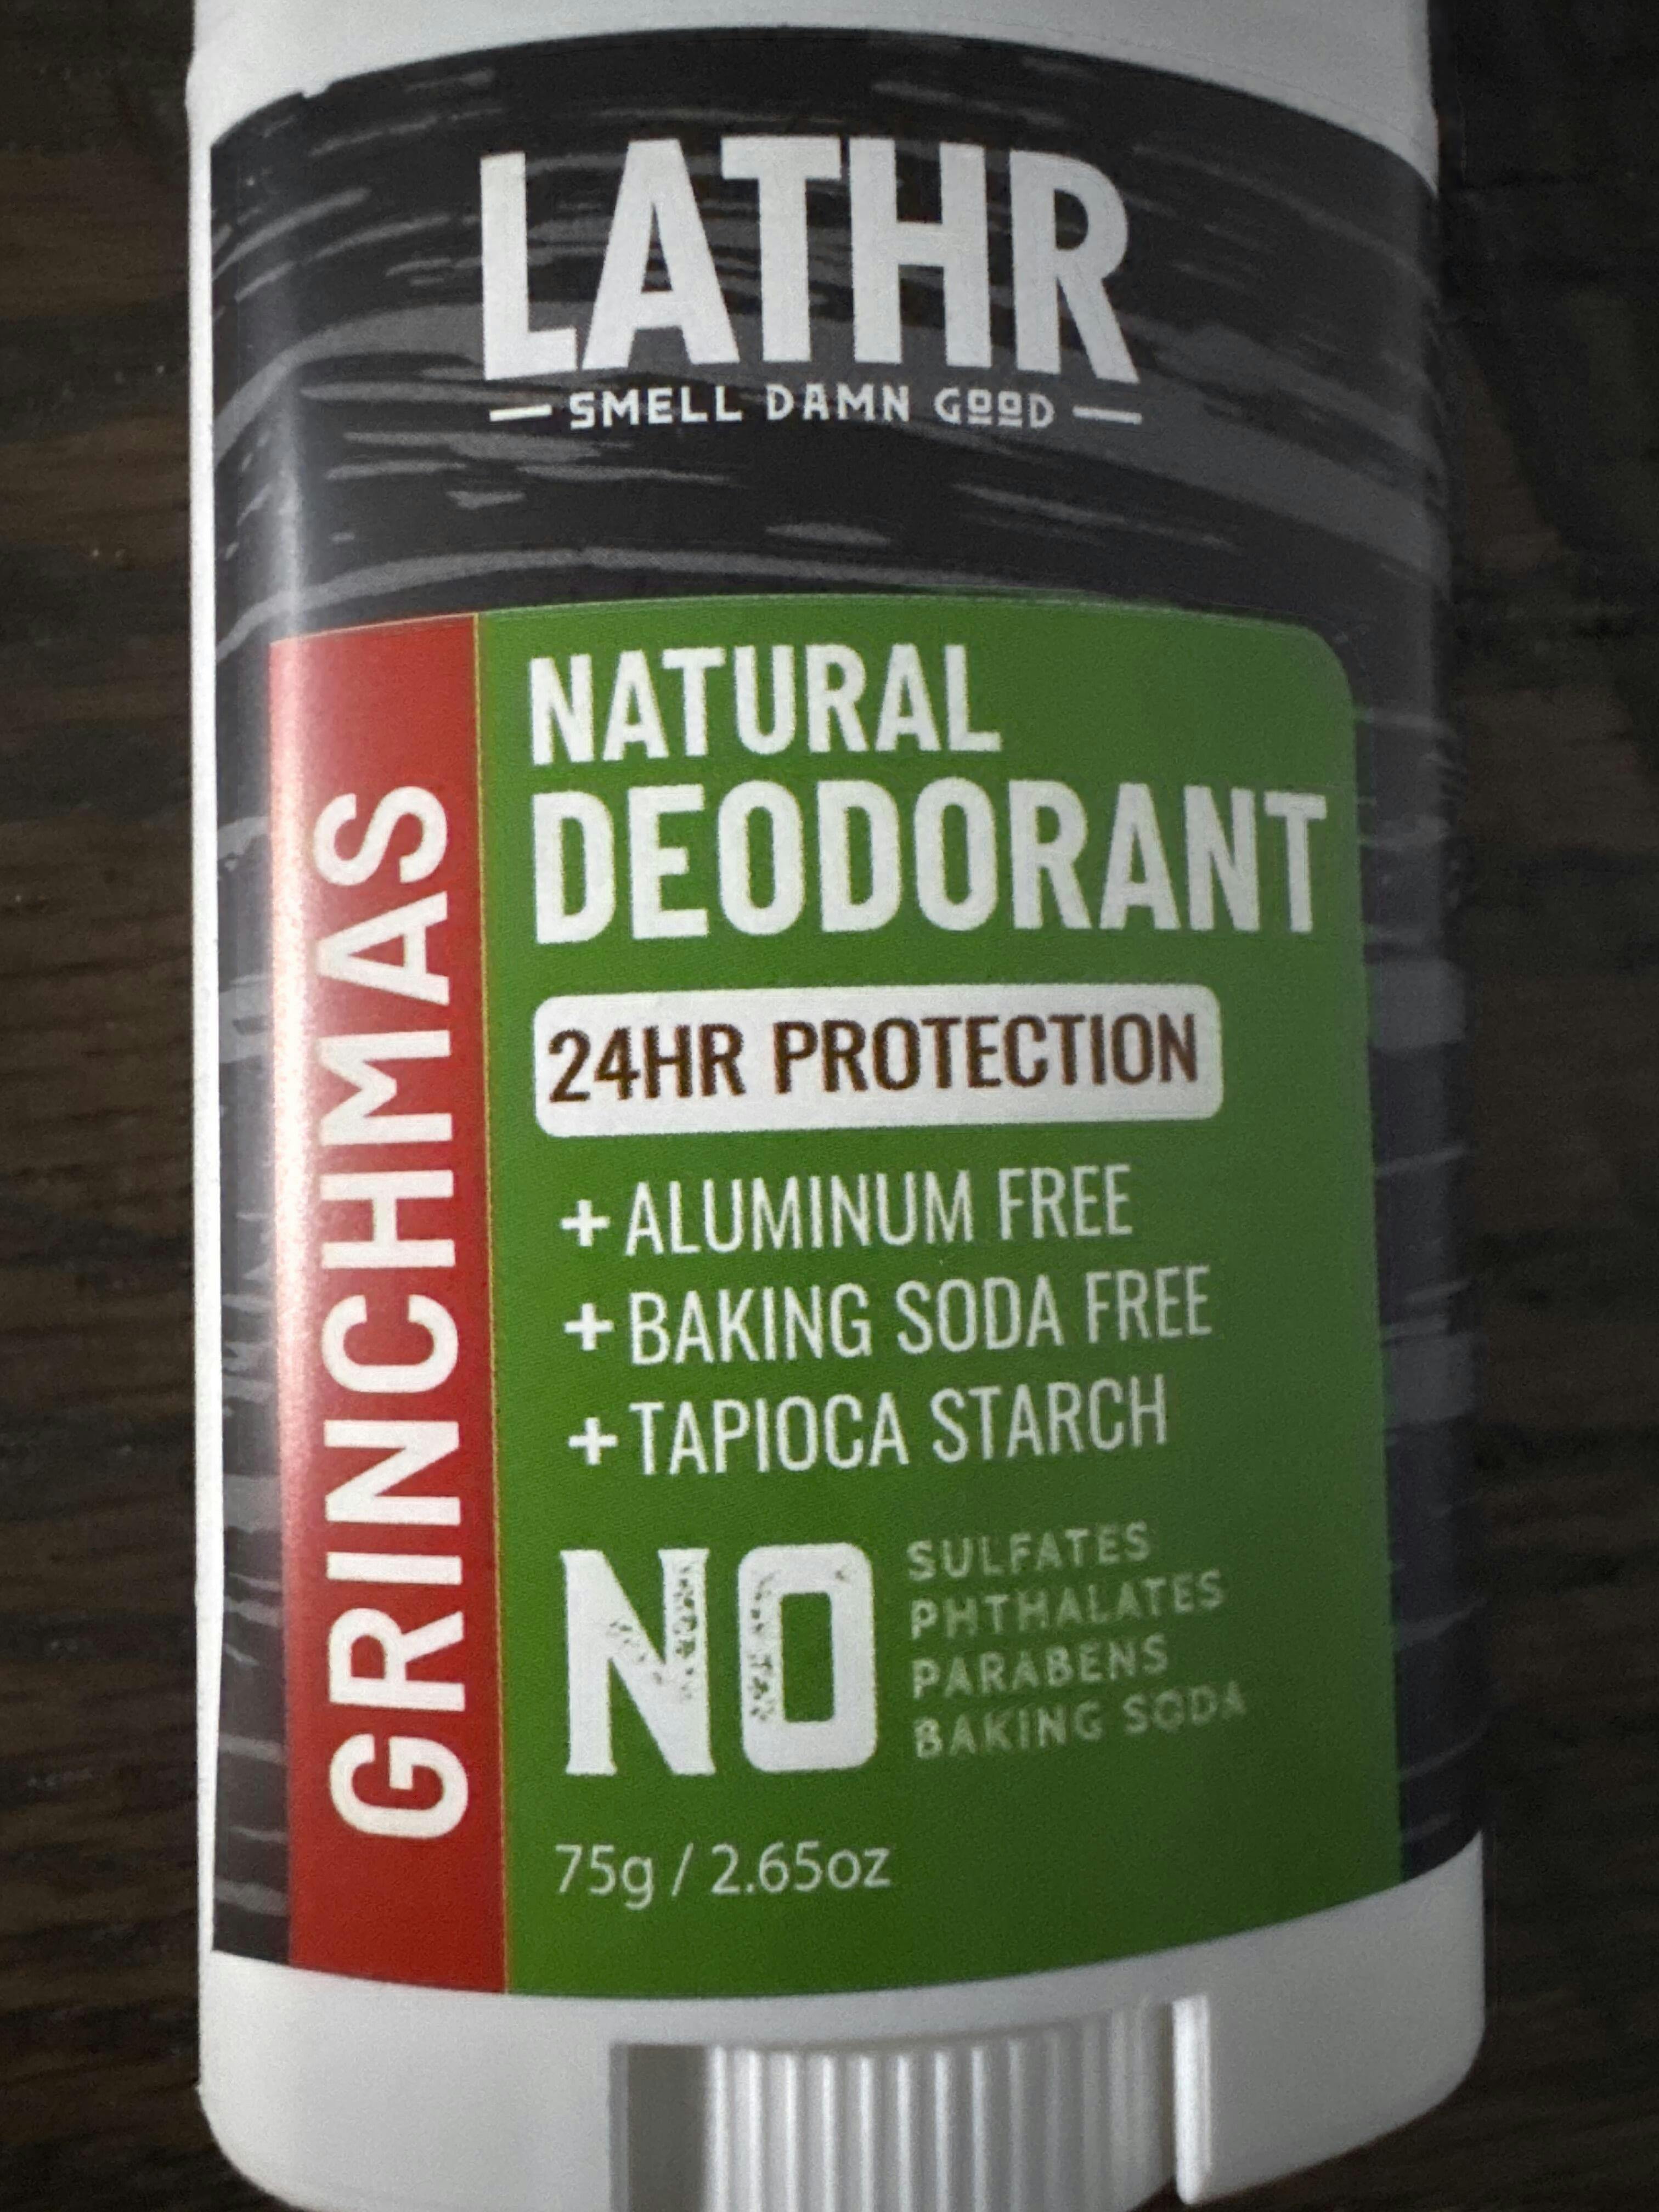 LATHR
SMELL DAMN GOOD
GRINCHMAS
NATURAL
DEODORANT
24HR PROTECTION
+ ALUMINUM FREE
+ BAKING SODA FREE
+ TAPIOCA STARCH
NO
SULFATES
PHTHALATES
PARABENS
BAKING SODA
75g / 2.65oz